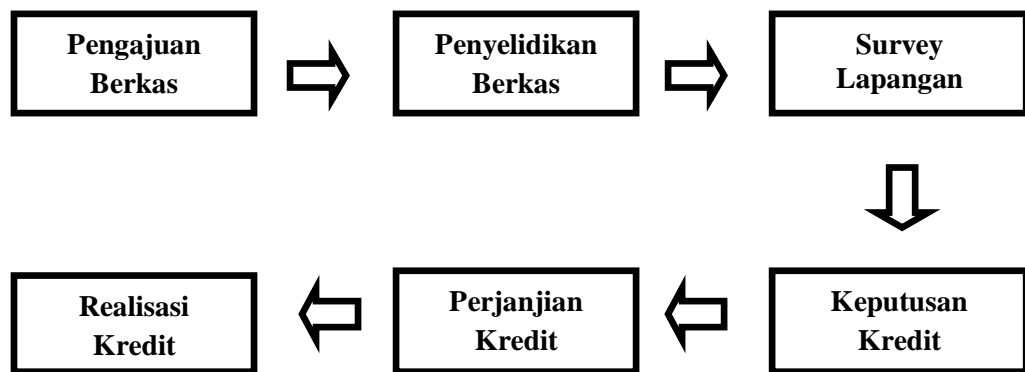 Pengajuan
Berkas
Penyelidikan
Berkas
Survey
Lapangan
Keputusan
Kredit
Perjanjian
Kredit
Realisasi
Kredit